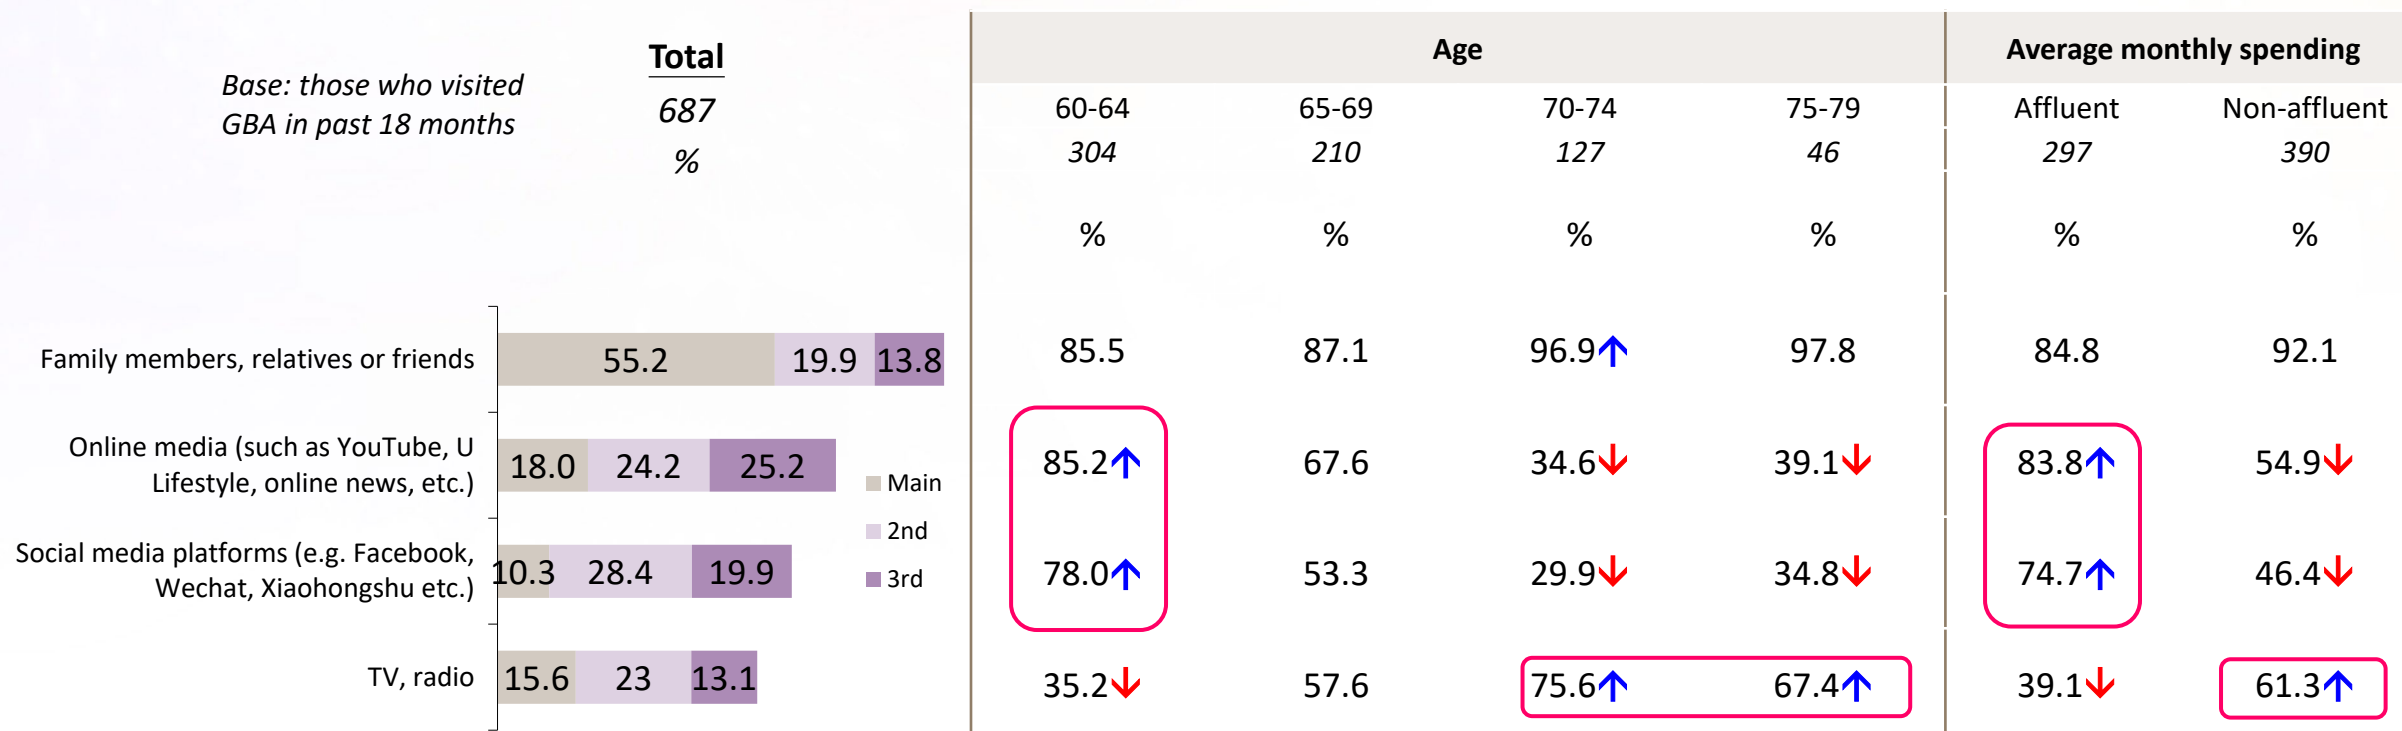 Total
Base: those who visited
GBA in past 18 months
687
%
Age
Average monthly spending
60-64 65-69 70-74 75-79 Affluent Non-affluent
304 210 127 46 297 390
% % % % % %
Family members, relatives or friends 55.2 19.9 13.8 85.5 87.1 96.9↑ 97.8 84.8 92.1
Online media (such as YouTube, U
Lifestyle, online news, etc.) 18.0 24.2 25.2 85.2↑ 67.6 34.6↓ 39.1↓ 83.8↑ 54.9↓
Social media platforms (e.g. Facebook,
Wechat, Xiaohongshu etc.) 10.3 28.4 19.9 78.0↑ 53.3 29.9↓ 34.8↓ 74.7↑ 46.4↓
TV, radio 15.6 23 13.1 35.2↓ 57.6 75.6↑ 67.4↑ 39.1↓ 61.3↑
Main
2nd
3rd